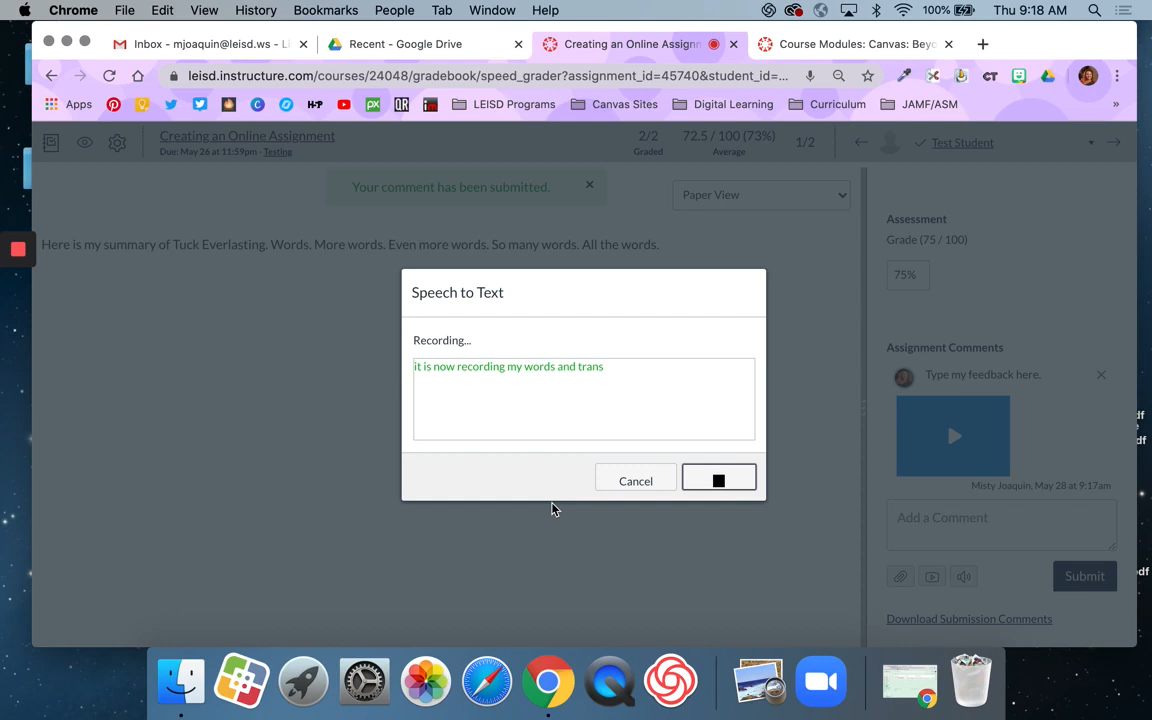 Chrome File Edit View History Bookmarks People Tab Window Help 100% Thu 9:18 AM
Inbox - mjoaquin@leisd.ws - L
Recent - Google Drive
Creating an Online Assignm
Course Modules: Canvas: Beyo
leisd.instructure.com/courses/24048/gradebook/speed_grader?assignment_id=45740&student_id=...
Apps H+P QR LEISD Programs Canvas Sites Digital Learning Curriculum JAMF/ASM »
Creating an Online Assignment
Due: May 26 at 11:59pm - Testing
2/2
Graded
72.5 / 100 (73%)
Average
1/2
Test Student
Your comment has been submitted.
Paper View
Here is my summary of Tuck Everlasting. Words. More words. Even more words. So many words. All the words.
Speech to Text
Recording...
it is now recording my words and trans
Cancel
Assessment
Grade (75 / 100)
75%
Assignment Comments
Type my feedback here.
Misty Joaquin, May 28 at 9:17am
Add a Comment
Submit
Download Submission Comments
df
df
df